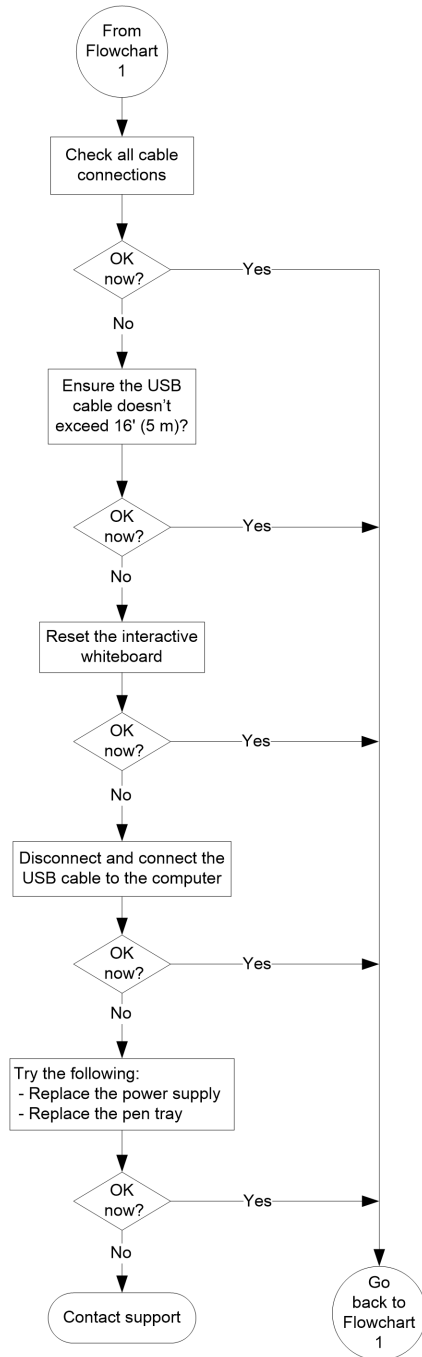 From
Flowchart
1
Check all cable
connections
OK
now?
Yes
No
Ensure the USB
cable doesn't
exceed 16' (5 m)?
OK
now?
Yes
No
Reset the interactive
whiteboard
OK
now?
Yes
No
Disconnect and connect the
USB cable to the computer
OK
now?
Yes
No
Try the following:
- Replace the power supply
- Replace the pen tray
OK
now?
Yes
No
Contact support
Go
back to
Flowchart
1